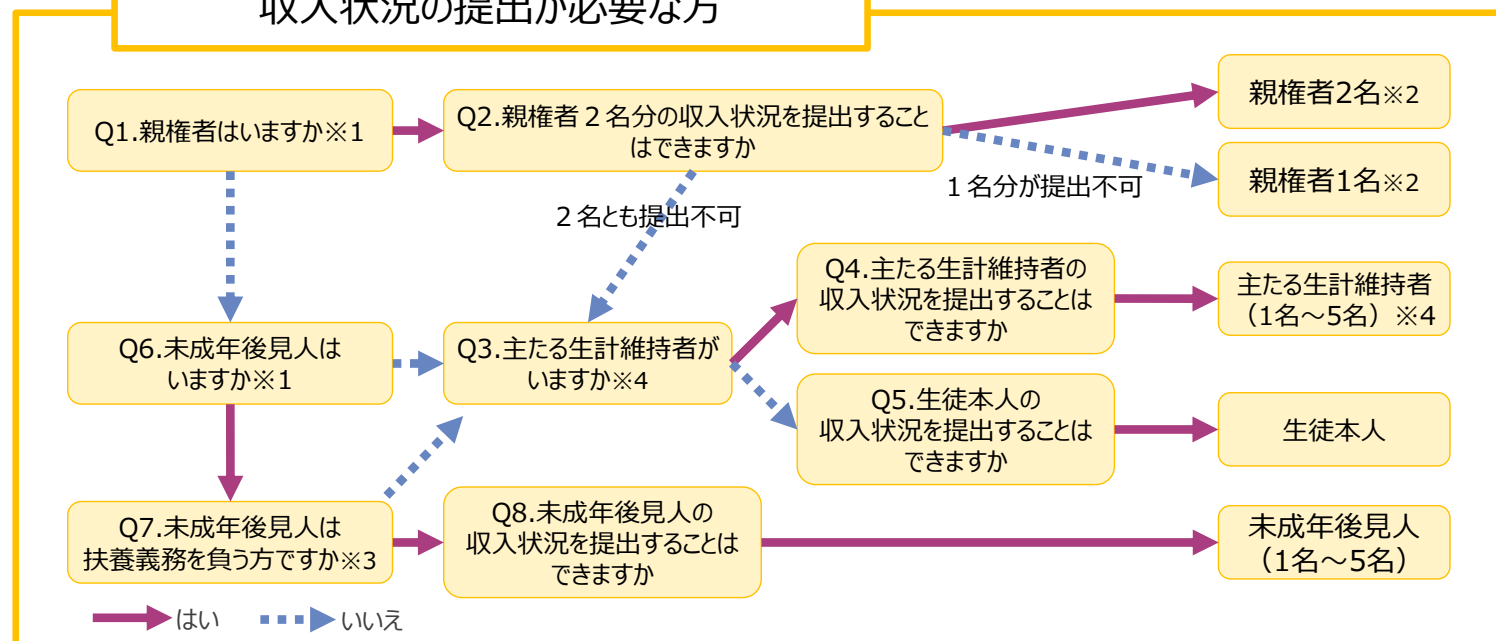 収入状況の提出が必要な方
Q1.親権者はいますか※1
Q2.親権者２名分の収入状況を提出すること
はできますか
親権者2名※2
１名分が提出不可
親権者1名※2
２名とも提出不可
Q6.未成年後見人は
いますか※1
Q3.主たる生計維持者が
いますか※4
Q4.主たる生計維持者の
収入状況を提出することは
できますか
主たる生計維持者
（1名～5名）※4
Q5.生徒本人の
収入状況を提出することは
できますか
生徒本人
Q7.未成年後見人は
扶養義務を負う方ですか※3
Q8.未成年後見人の
収入状況を提出することは
できますか
未成年後見人
（1名～5名）
はい
いいえ